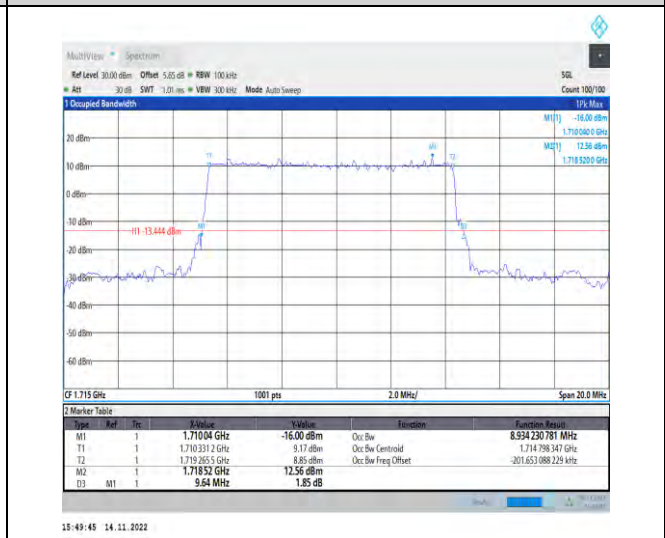 MultiView Spectrum
Ref Level 30.00 dBm Offset 5.65 dB RBW 100 kHz SGL
Att 30 dB SWT 1.01 ms VBW 300 kHz Mode Auto Sweep Count 100/100
1 Occupied Bandwidth 1Pk Max
M1[1] -16.00 dBm
1.710 040 0 GHz
M2[1] 12.56 dBm
1.718 520 0 GHz
20 dBm
M2
T1 T2
10 dBm
0 dBm
-10 dBm
H1 -13.444 dBm
M1 D3
-20 dBm
-30 dBm
-40 dBm
-50 dBm
-60 dBm
CF 1.715 GHz 1001 pts 2.0 MHz/ Span 20.0 MHz
2 Marker Table
Type Ref Trc X-Value Y-Value Function Function Result
M1 1 1.71004 GHz -16.00 dBm Occ Bw 8.934 230 781 MHz
T1 1 1.710 331 2 GHz 9.17 dBm Occ Bw Centroid 1.714 798 347 GHz
T2 1 1.719 265 5 GHz 8.85 dBm Occ Bw Freq Offset -201.653 088 229 kHz
M2 1 1.71852 GHz 12.56 dBm
D3 M1 1 9.64 MHz 1.85 dB
15:49:45 14.11.2022